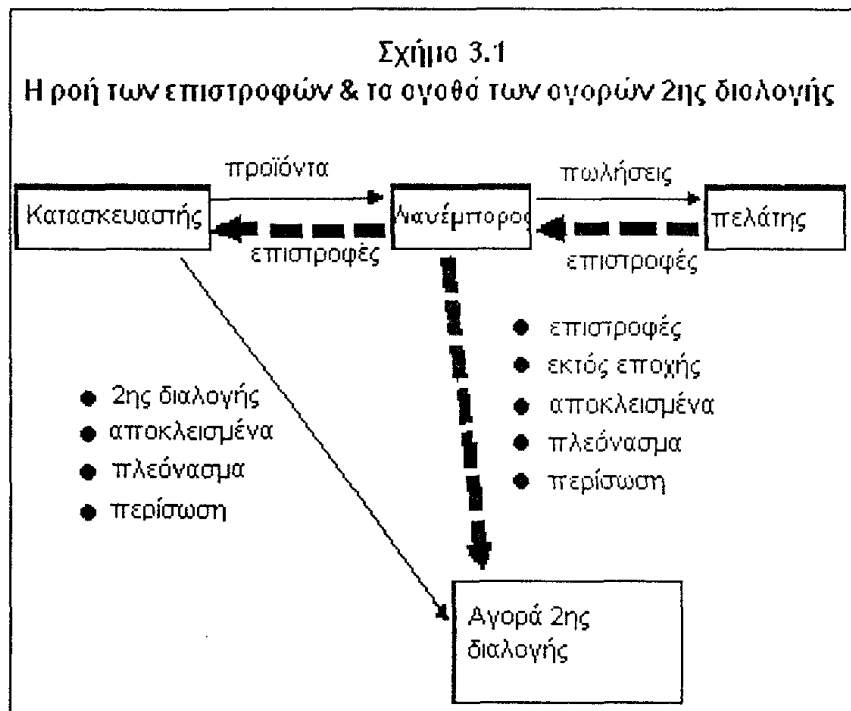 Σχήμα 3.1
Η ροή των επιστροφών & τα αγαθά των αγορών 2ης διαλογής
προϊόντα
πωλήσεις
Κατασκευαστής
Λιανέμπορος
πελάτης
επιστροφές
επιστροφές
● επιστροφές
● εκτός εποχής
● αποκλεισμένα
● πλεόνασμα
● περίσωση
● 2ης διαλογής
● αποκλεισμένα
● πλεόνασμα
● περίσωση
Αγορά 2ης
διαλογής